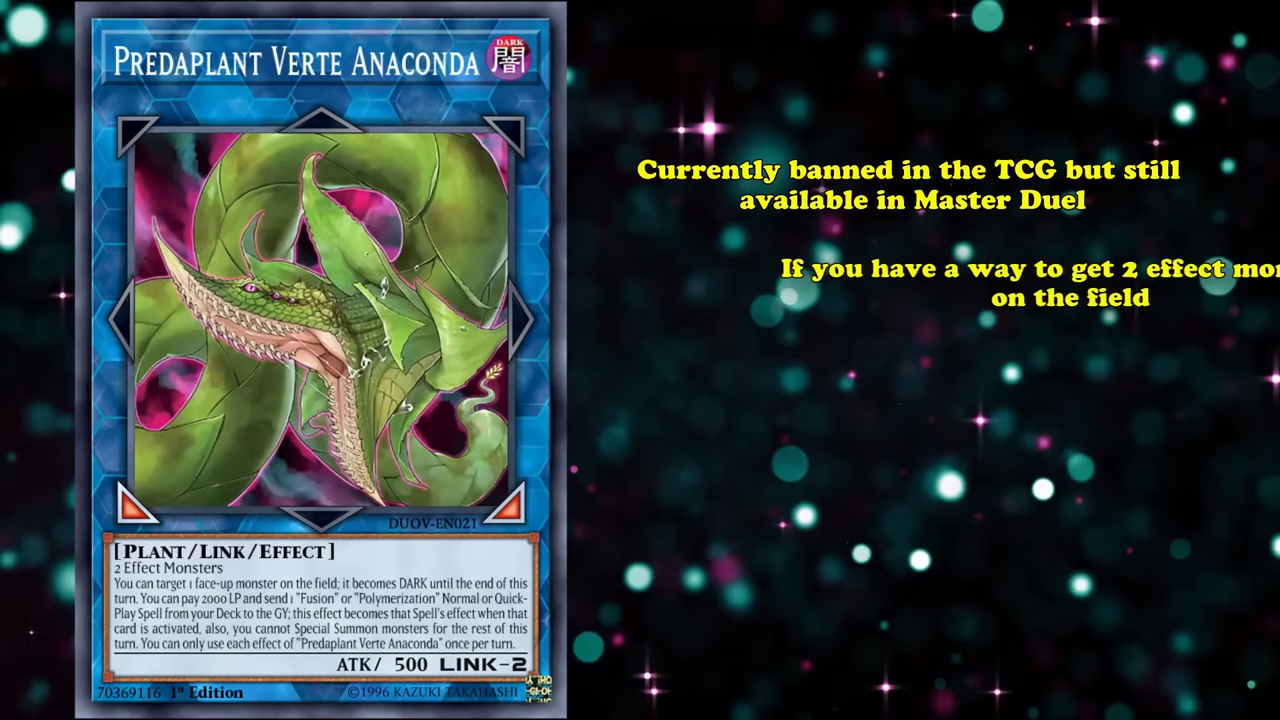 PREDAPLANT VERTE ANACONDA
DARK
闇
DUOV-EN021
[PLANT/LINK/EFFECT]
2 Effect Monsters
You can target 1 face-up monster on the field; it becomes DARK until the end of this
turn. You can pay 2000 LP and send 1 "Fusion" or "Polymerization" Normal or Quick-
Play Spell from your Deck to the GY; this effect becomes that Spell's effect when that
card is activated, also, you cannot Special Summon monsters for the rest of this
turn. You can only use each effect of "Predaplant Verte Anaconda" once per turn.
ATK/ 500 LINK-2
70369116 1st Edition ©1996 KAZUKI TAKAHASHI
Currently banned in the TCG but still
available in Master Duel
If you have a way to get 2 effect mon
on the field